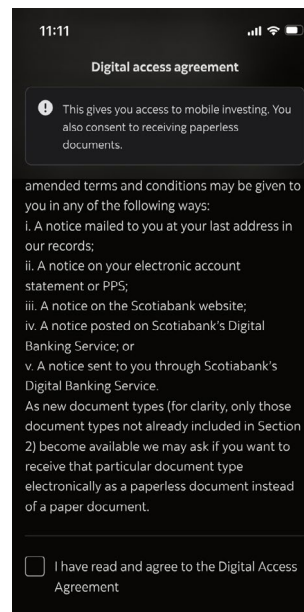 11:11
Digital access agreement
This gives you access to mobile investing. You
also consent to receiving paperless
documents.
amended terms and conditions may be given to
you in any of the following ways:
i. A notice mailed to you at your last address in
our records;
ii. A notice on your electronic account
statement or PPS;
iii. A notice on the Scotiabank website;
iv. A notice posted on Scotiabank's Digital
Banking Service; or
v. A notice sent to you through Scotiabank's
Digital Banking Service.
As new document types (for clarity, only those
document types not already included in Section
2) become available we may ask if you want to
receive that particular document type
electronically as a paperless document instead
of a paper document.
I have read and agree to the Digital Access
Agreement